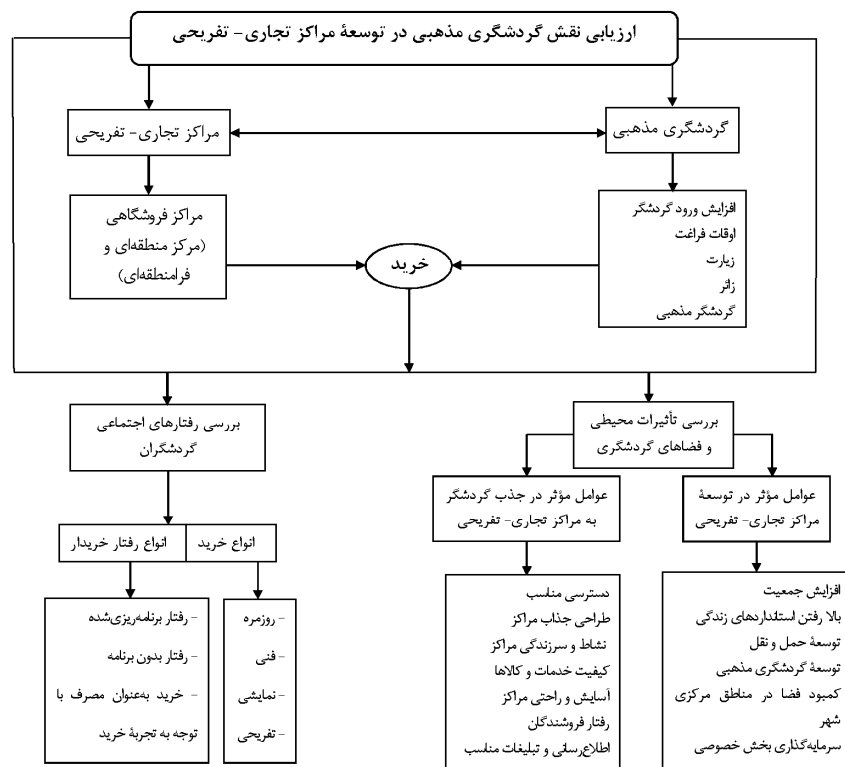 ارزیابی نقش گردشگری مذهبی در توسعۀ مراکز تجاری- تفریحی
گردشگری مذهبی
مراکز تجاری- تفریحی
افزایش ورود گردشگر
اوقات فراغت
زیارت
زائر
گردشگر مذهبی
خرید
مراکز فروشگاهی
(مرکز منطقه‌ای و
فرامنطقه‌ای)
بررسی تأثیرات محیطی
و فضاهای گردشگری
بررسی رفتارهای اجتماعی
گردشگران
عوامل مؤثر در توسعۀ
مراکز تجاری- تفریحی
عوامل مؤثر در جذب گردشگر
به مراکز تجاری- تفریحی
انواع خرید
انواع رفتار خریدار
افزایش جمعیت
بالا رفتن استانداردهای زندگی
توسعۀ حمل و نقل
توسعۀ گردشگری مذهبی
کمبود فضا در مناطق مرکزی
شهر
سرمایه‌گذاری بخش خصوصی
دسترسی مناسب
طراحی جذاب مراکز
نشاط و سرزندگی مراکز
کیفیت خدمات و کالاها
آسایش و راحتی مراکز
رفتار فروشندگان
اطلاع‌رسانی و تبلیغات مناسب
- روزمره
- فنی
- نمایشی
- تفریحی
- رفتار برنامه‌ریزی‌شده
- رفتار بدون برنامه
- خرید به‌عنوان مصرف با
توجه به تجربۀ خرید